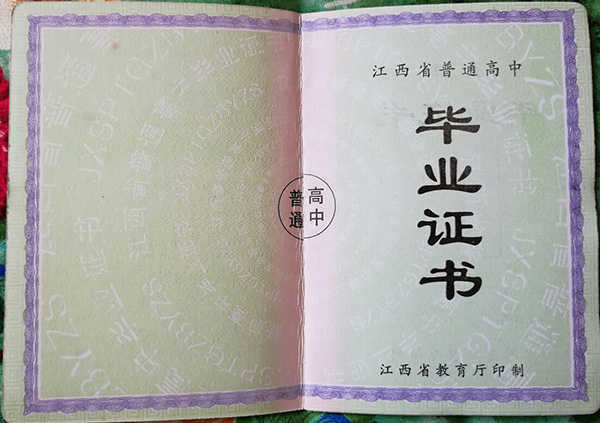 江西省普通高中
毕业证书
普通
高中
江西省教育厅印制